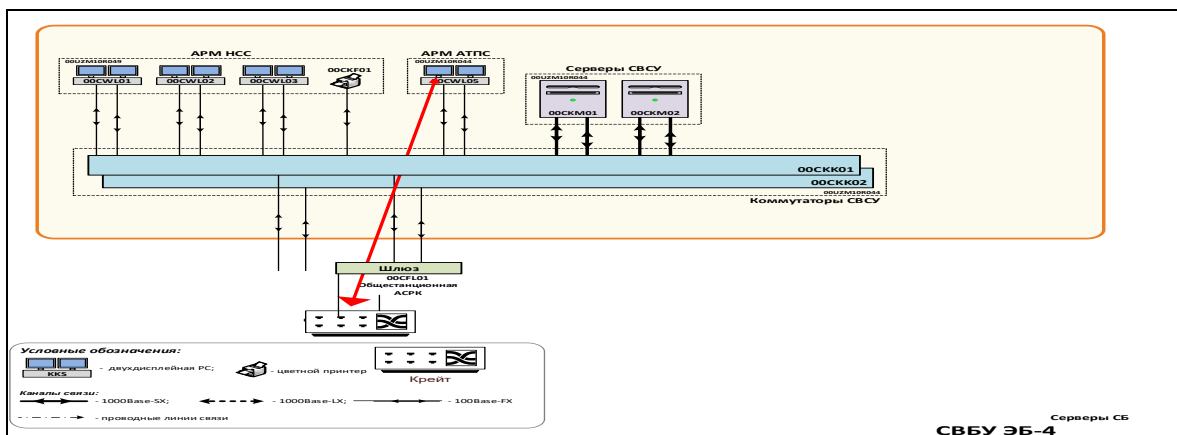 АРМ НСС
АРМ АТПС
00UZM10R049
00UZM10R044
00CWL01
00CWL02
00CWL03
00CKF01
00CWL05
Серверы СВСУ
00UZM10R044
00CKM01
00CKM02
00CKK01
00CKK02
00UZM10R044
Коммутаторы СВСУ
Шлюз
00CFL01
Общестанционная
АСРК
Условные обозначения:
KKS
- двухдисплейная РС;
- цветной принтер
Крейт
Каналы связи:
- 1000Base-SX;
- 1000Base-LX;
- 100Base-FX
- проводные линии связи
Серверы СБ
СВБУ ЭБ-4